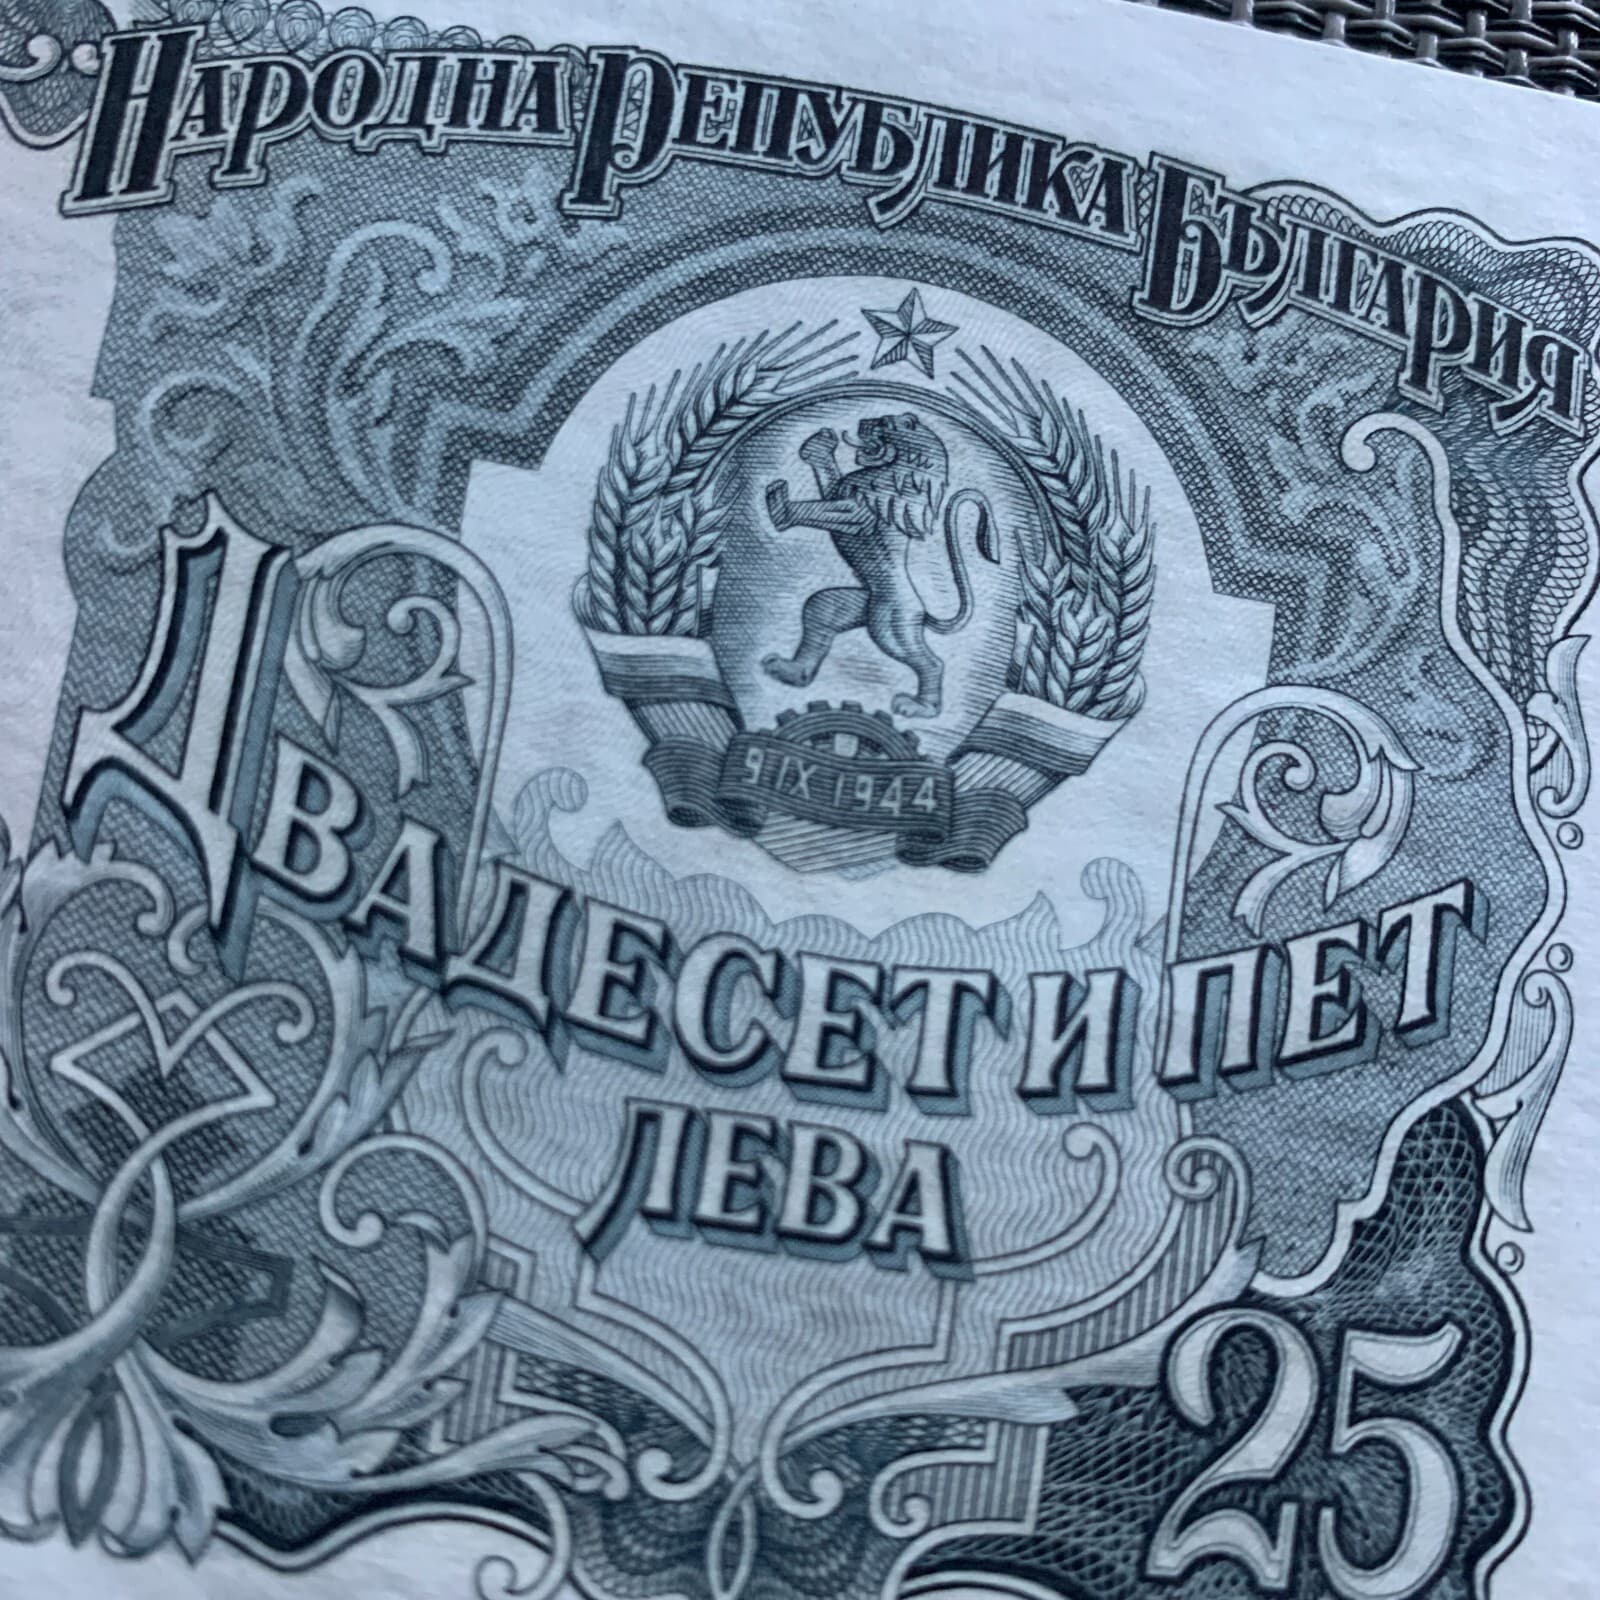 НАРОДНА РЕПУБЛИКА БЪЛГАРИЯ
9 IX 1944
ДВАДЕСЕТ И ПЕТ
ЛЕВА
25